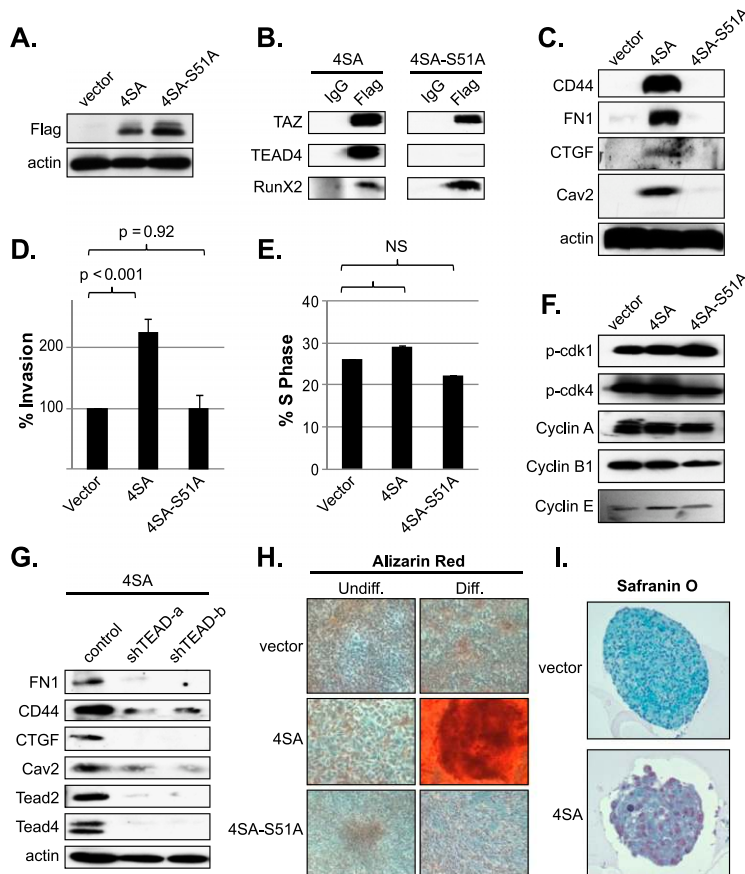 A.
vector
4SA
4SA-S51A
Flag
actin
B.
4SA
4SA-S51A
IgG
Flag
IgG
Flag
TAZ
TEAD4
RunX2
C.
vector
4SA
4SA-S51A
CD44
FN1
CTGF
Cav2
actin
D.
p = 0.92
p < 0.001
% Invasion
200
100
Vector
4SA
4SA-S51A
E.
NS
% S Phase
40
30
20
10
0
Vector
4SA
4SA-S51A
F.
vector
4SA
4SA-S51A
p-cdk1
p-cdk4
Cyclin A
Cyclin B1
Cyclin E
G.
4SA
control
shTEAD-a
shTEAD-b
FN1
CD44
CTGF
Cav2
Tead2
Tead4
actin
H.
Alizarin Red
Undiff.
Diff.
vector
4SA
4SA-S51A
I.
Safranin O
vector
4SA